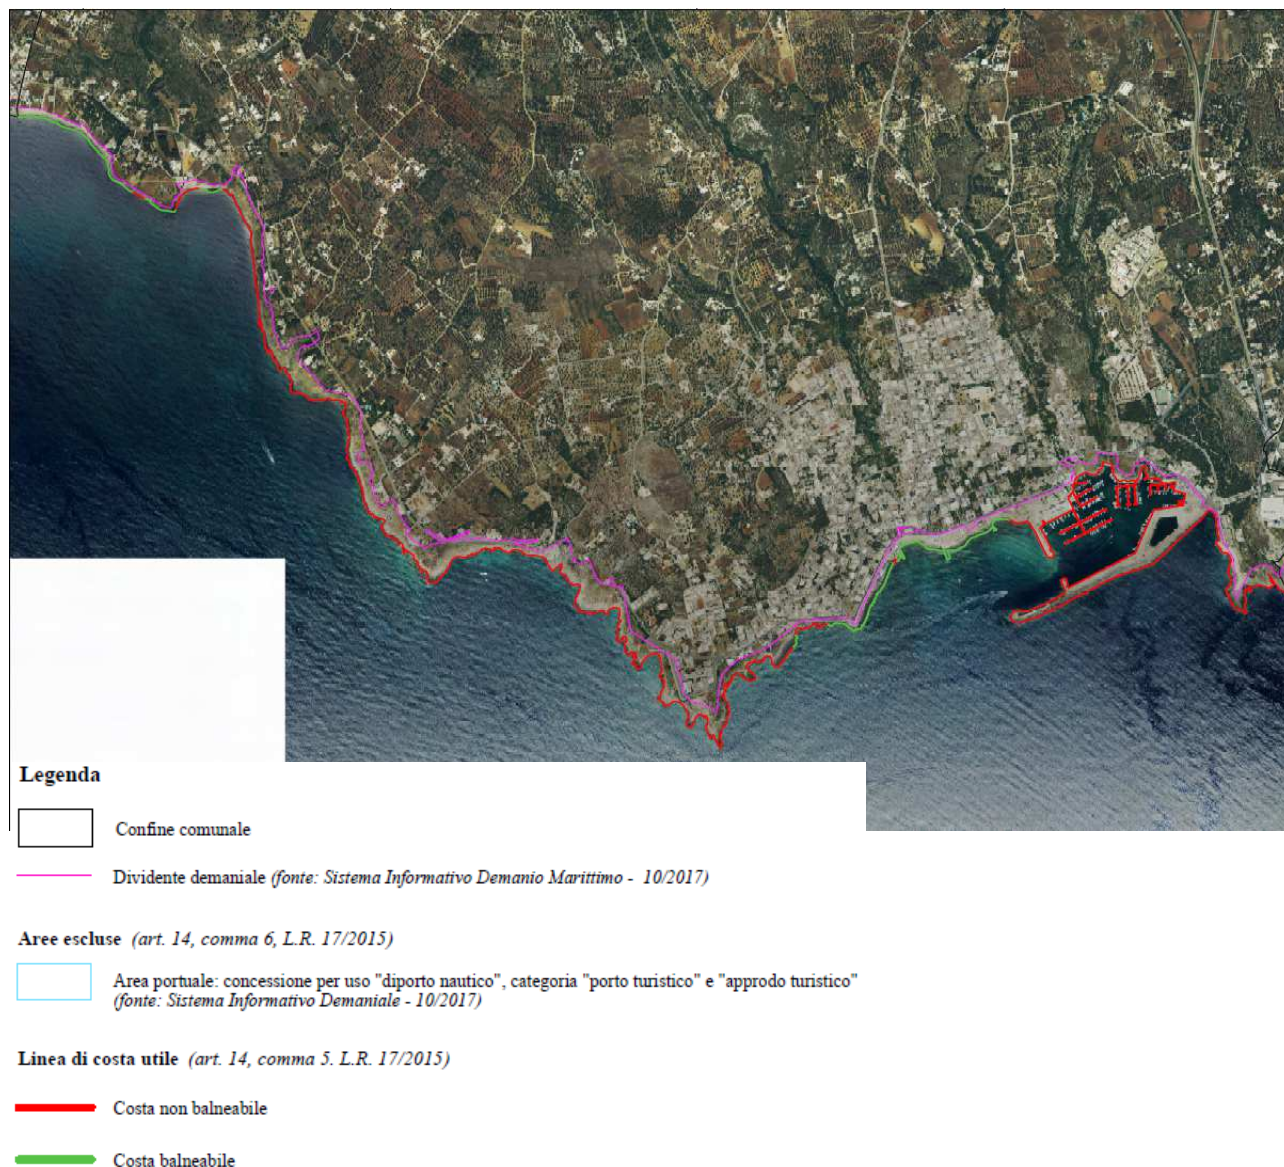 Legenda
Confine comunale
Dividente demaniale (fonte: Sistema Informativo Demanio Marittimo - 10/2017)
Aree escluse (art. 14, comma 6, L.R. 17/2015)
Area portuale: concessione per uso "diporto nautico", categoria "porto turistico" e "approdo turistico"
(fonte: Sistema Informativo Demaniale - 10/2017)
Linea di costa utile (art. 14, comma 5. L.R. 17/2015)
Costa non balneabile
Costa balneabile